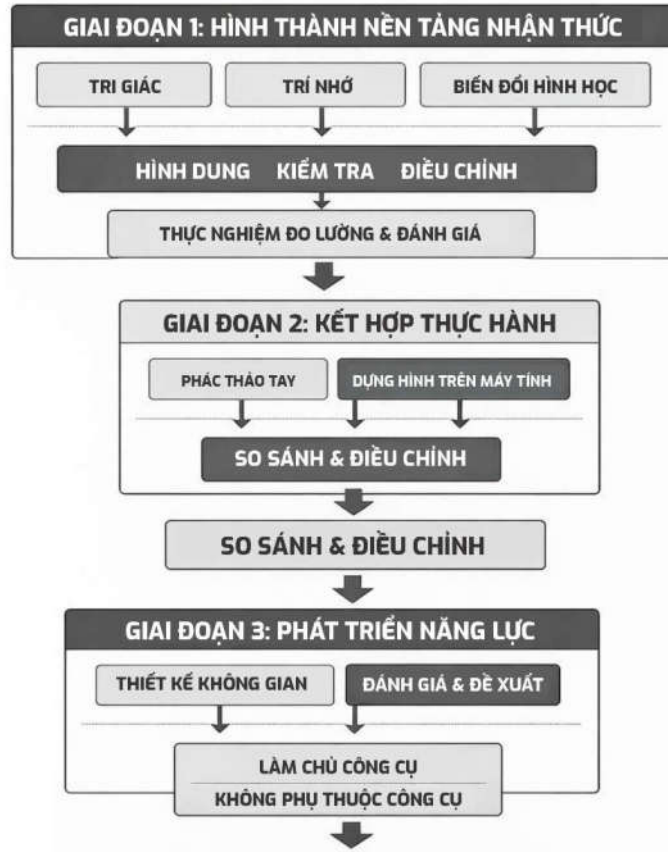 GIAI ĐOẠN 1: HÌNH THÀNH NỀN TẢNG NHẬN THỨC
TRI GIÁC
TRÍ NHỚ
BIẾN ĐỔI HÌNH HỌC
HÌNH DUNG KIỂM TRA ĐIỀU CHỈNH
THỰC NGHIỆM ĐO LƯỜNG & ĐÁNH GIÁ
GIAI ĐOẠN 2: KẾT HỢP THỰC HÀNH
PHÁC THẢO TAY
DỰNG HÌNH TRÊN MÁY TÍNH
SO SÁNH & ĐIỀU CHỈNH
SO SÁNH & ĐIỀU CHỈNH
GIAI ĐOẠN 3: PHÁT TRIỂN NĂNG LỰC
THIẾT KẾ KHÔNG GIAN
ĐÁNH GIÁ & ĐỀ XUẤT
LÀM CHỦ CÔNG CỤ
KHÔNG PHỤ THUỘC CÔNG CỤ